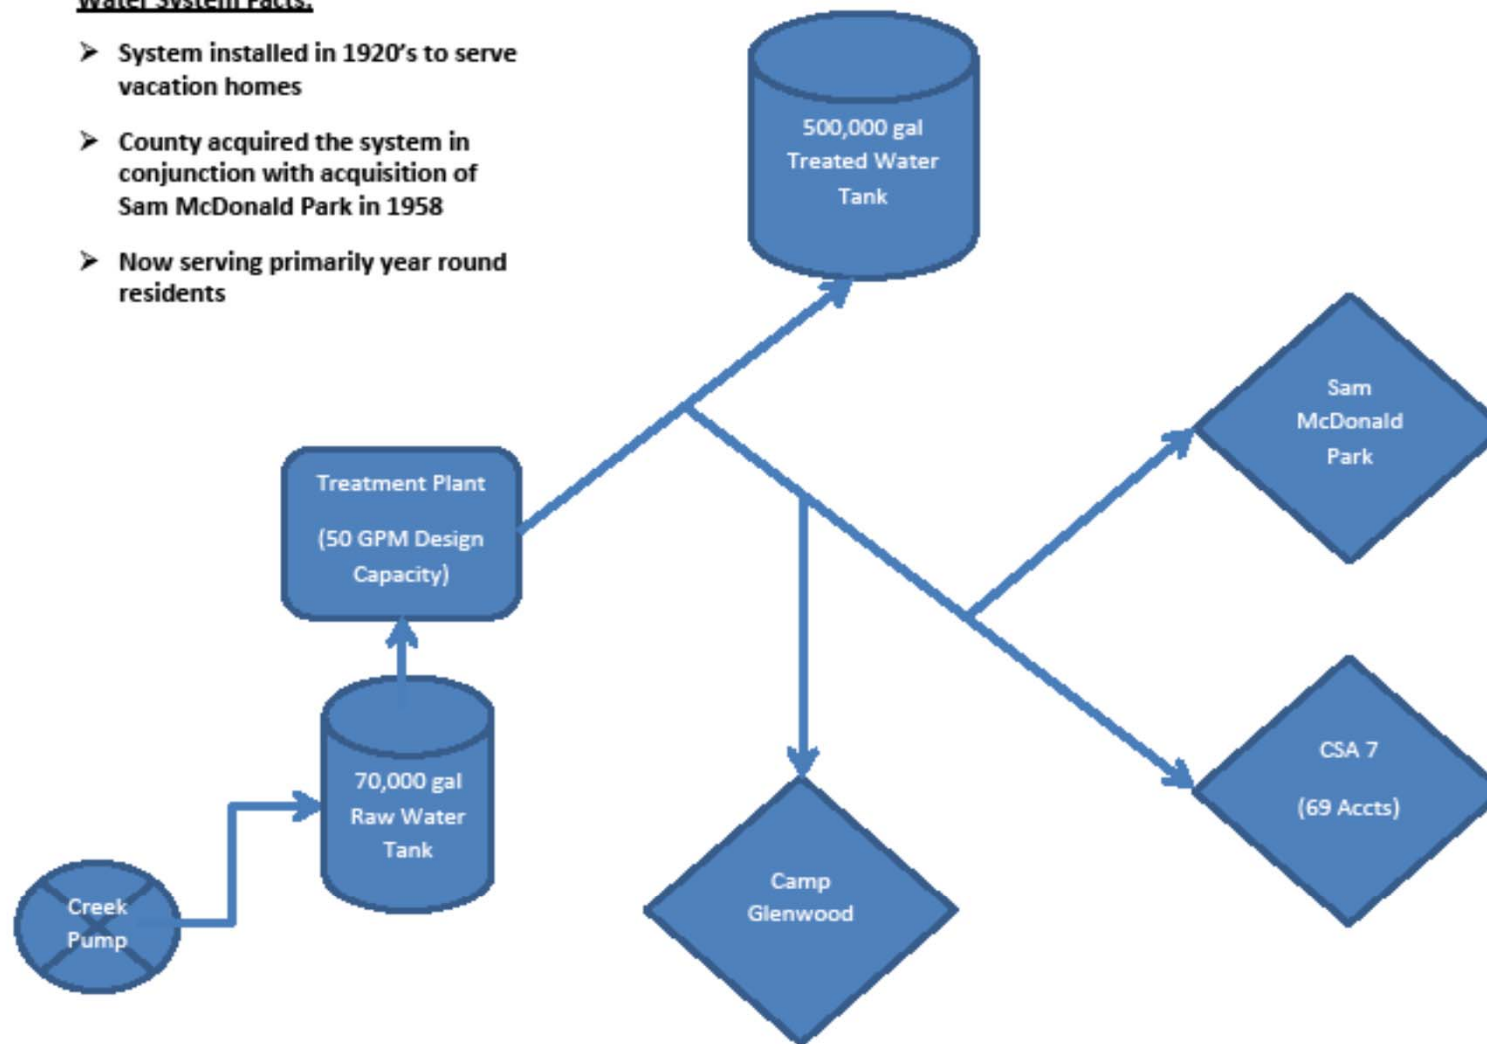 Water System Facts:
➤ System installed in 1920's to serve
vacation homes
➤ County acquired the system in
conjunction with acquisition of
Sam McDonald Park in 1958
➤ Now serving primarily year round
residents
500,000 gal
Treated Water
Tank
Sam
McDonald
Park
Treatment Plant
(50 GPM Design
Capacity)
70,000 gal
Raw Water
Tank
CSA 7
(69 Accts)
Camp
Glenwood
Creek
Pump